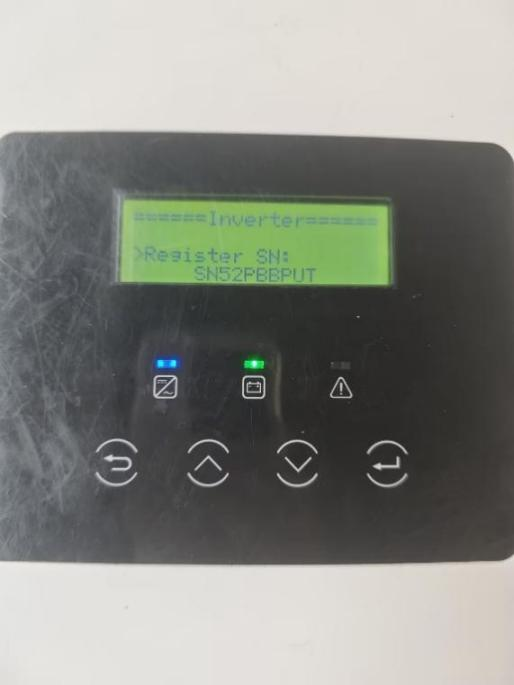 ======Inverter======
>Register SN:
SN52PBBPUT